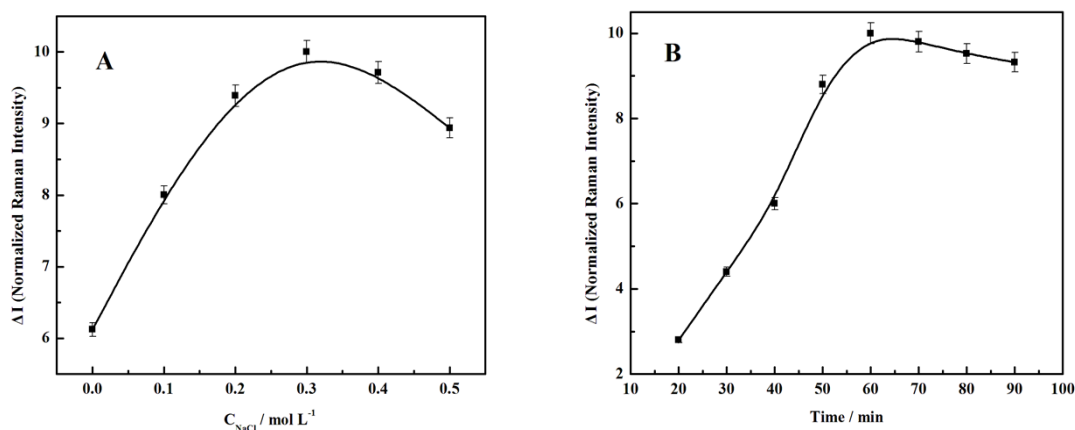 A
Δ I (Normalized Raman Intensity)
10
9
8
7
6
0.0 0.1 0.2 0.3 0.4 0.5
C_NaCl / mol L⁻¹
B
Δ I (Normalized Raman Intensity)
10
8
6
4
2
10 20 30 40 50 60 70 80 90 100
Time / min